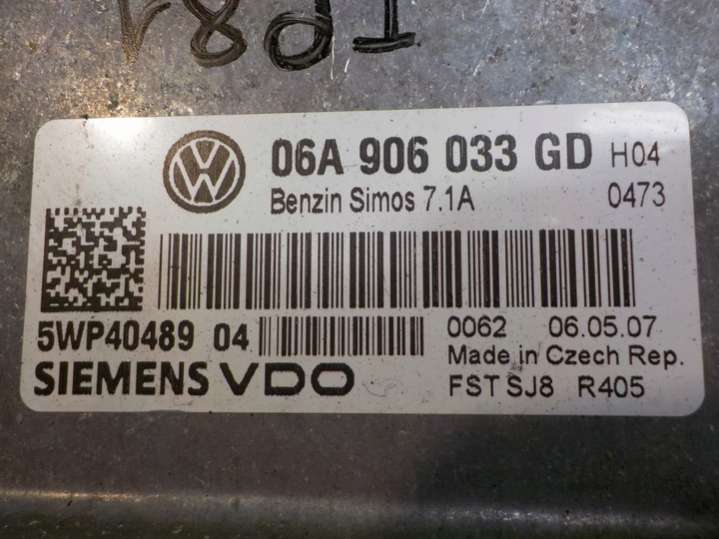 06A 906 033 GD H04
Benzin Simos 7.1A 0473
5WP40489 04 0062 06.05.07
Made in Czech Rep.
SIEMENS VDO FST SJ8 R405